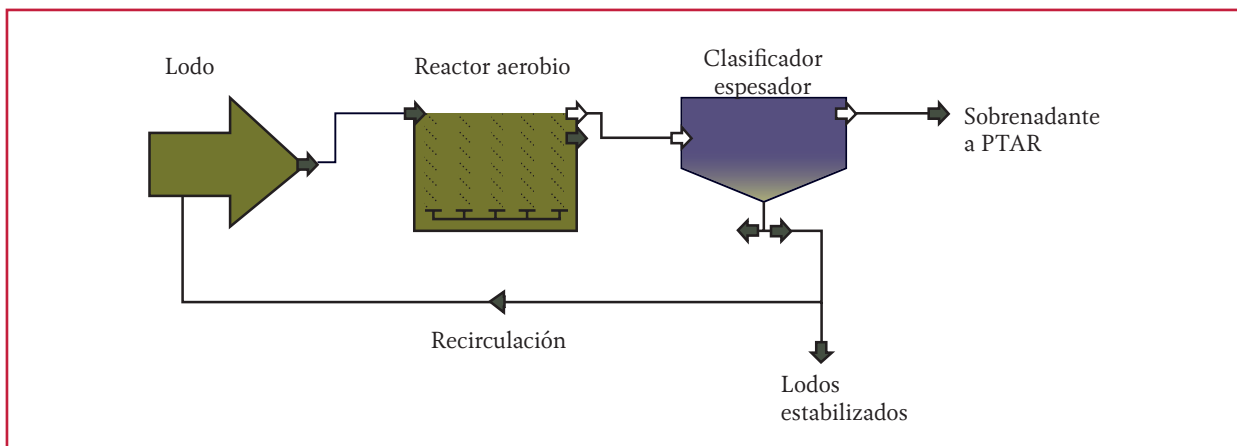 Lodo
Reactor aerobio
Clasificador
espesador
Sobrenadante
a PTAR
Recirculación
Lodos
estabilizados